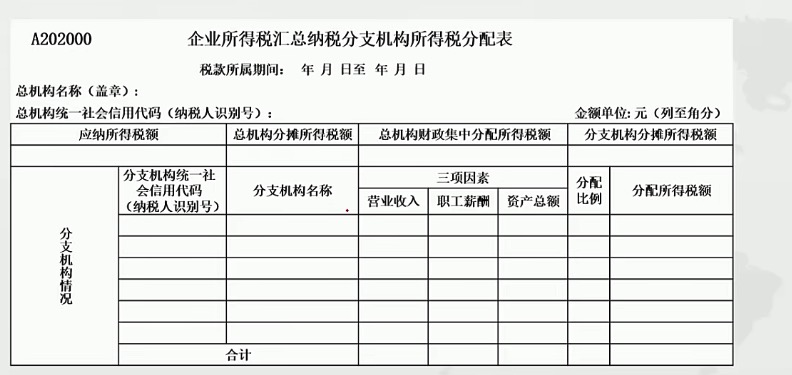 A202000 企业所得税汇总纳税分支机构所得税分配表
税款所属期间： 年 月 日至 年 月 日
总机构名称（盖章）:
总机构统一社会信用代码（纳税人识别号）: 金额单位:元（列至角分）
应纳所得税额 总机构分摊所得税额 总机构财政集中分配所得税额 分支机构分摊所得税额
分支机构情况
分支机构统一社
会信用代码
（纳税人识别号）
分支机构名称
三项因素
营业收入 职工薪酬 资产总额
分配
比例
分配所得税额
合计